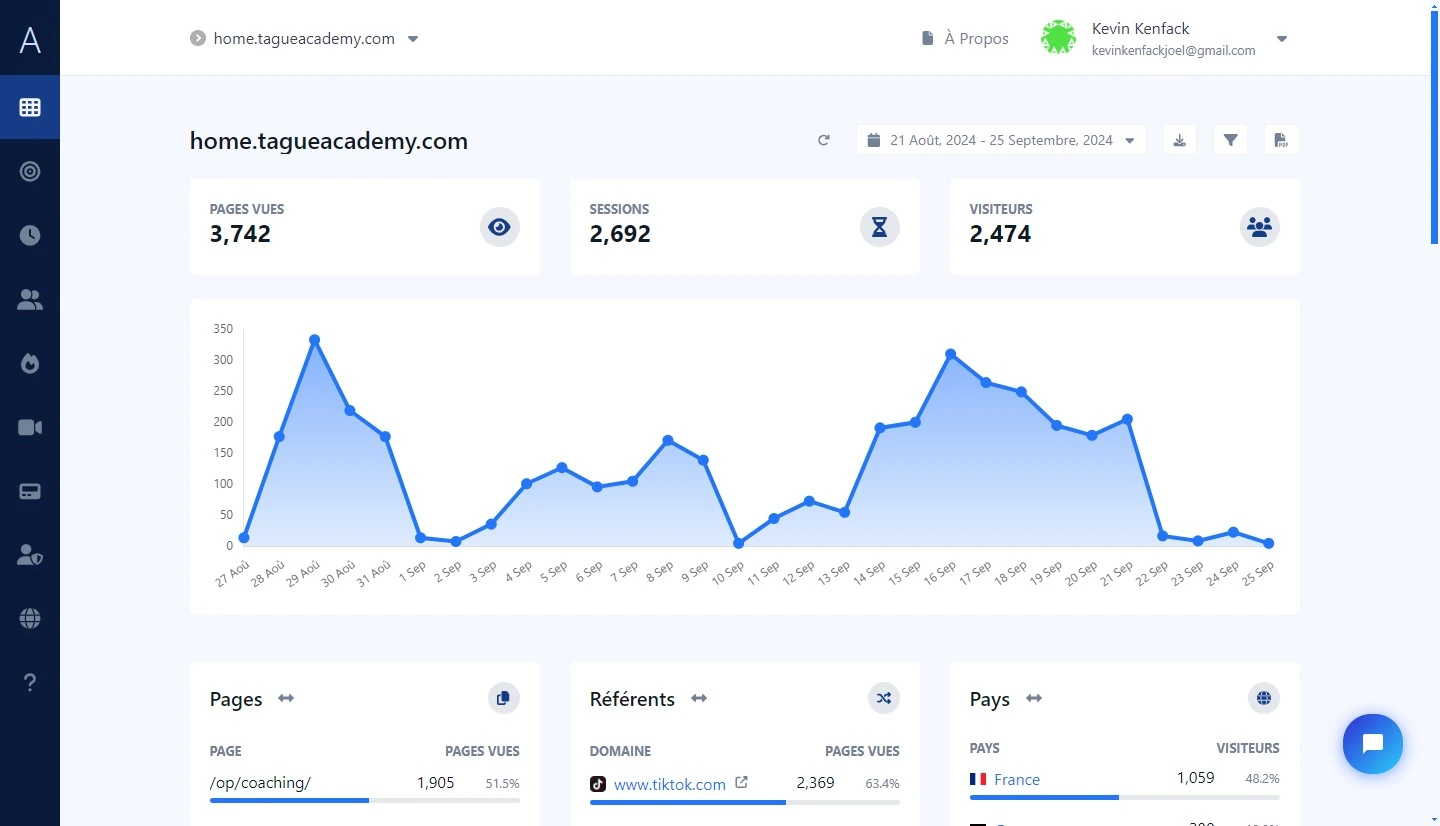 A
home.tagueacademy.com
À Propos
Kevin Kenfack
kevinkenfackjoel@gmail.com
home.tagueacademy.com
21 Août, 2024 - 25 Septembre, 2024
PDF
PAGES VUES
3,742
SESSIONS
2,692
VISITEURS
2,474
350
300
250
200
150
100
50
0
27 Aoû
28 Aoû
29 Aoû
30 Aoû
31 Aoû
1 Sep
2 Sep
3 Sep
4 Sep
5 Sep
6 Sep
7 Sep
8 Sep
9 Sep
10 Sep
11 Sep
12 Sep
13 Sep
14 Sep
15 Sep
16 Sep
17 Sep
18 Sep
19 Sep
20 Sep
21 Sep
22 Sep
23 Sep
24 Sep
25 Sep
?
Pages
PAGE PAGES VUES
/op/coaching/ 1,905 51.5%
Référents
DOMAINE PAGES VUES
www.tiktok.com 2,369 63.4%
Pays
PAYS VISITEURS
France 1,059 48.2%